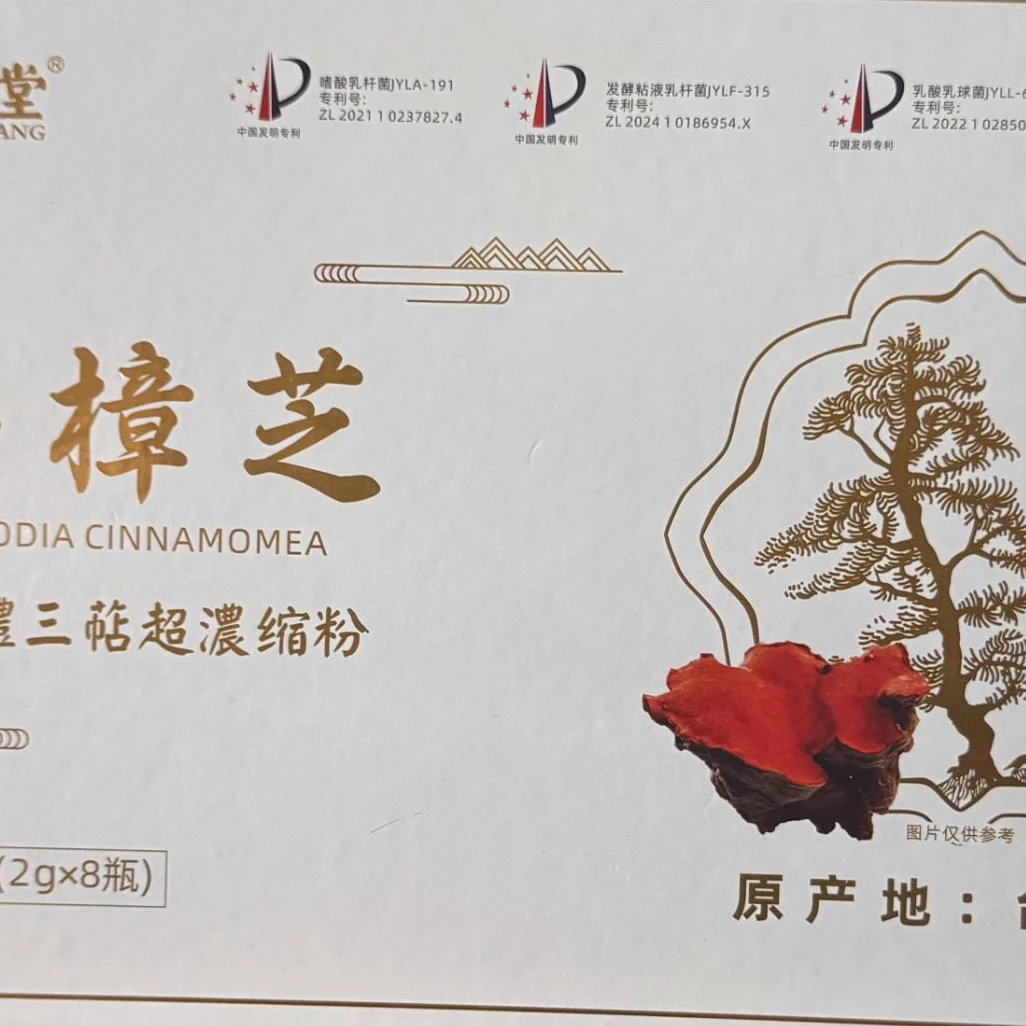 堂®
ANG
嗜酸乳杆菌JYLA-191
专利号:
ZL 2021 1 0237827.4
中国发明专利
发酵粘液乳杆菌JYLF-315
专利号:
ZL 2024 1 0186954.X
中国发明专利
乳酸乳球菌JYLL-6
专利号:
ZL 2022 1 02850
中国发明专利
樟芝
ODIA CINNAMOMEA
三萜超濃缩粉
(2g×8瓶)
图片仅供参考
原产地：